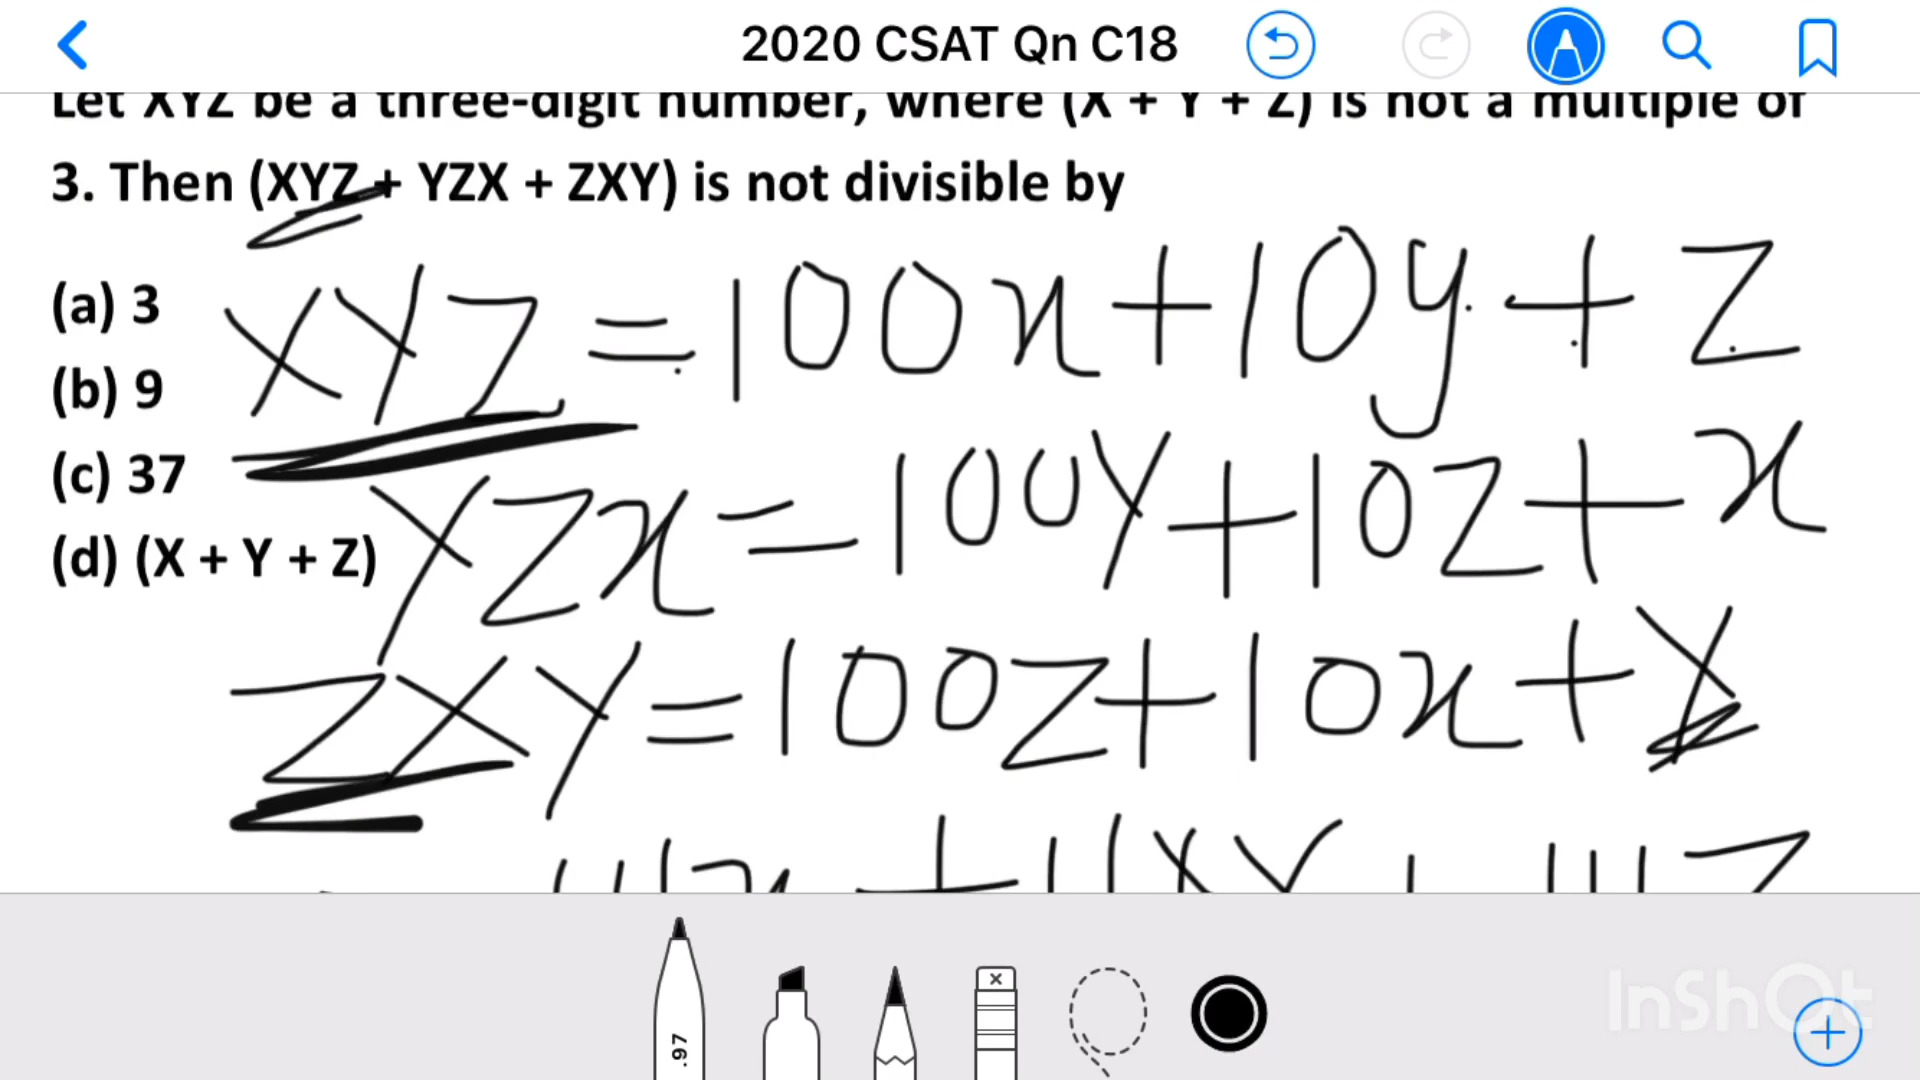 2020 CSAT Qn C18
Let XYZ be a three-digit number, where (X + Y + Z) is not a multiple of
3. Then (XYZ + YZX + ZXY) is not divisible by
(a) 3
(b) 9
(c) 37
(d) (X + Y + Z)
XYZ = 100x + 10y + Z
YZx = 100Y + 10Z + x
ZXY = 100Z + 10x + Y
.97
InShOt